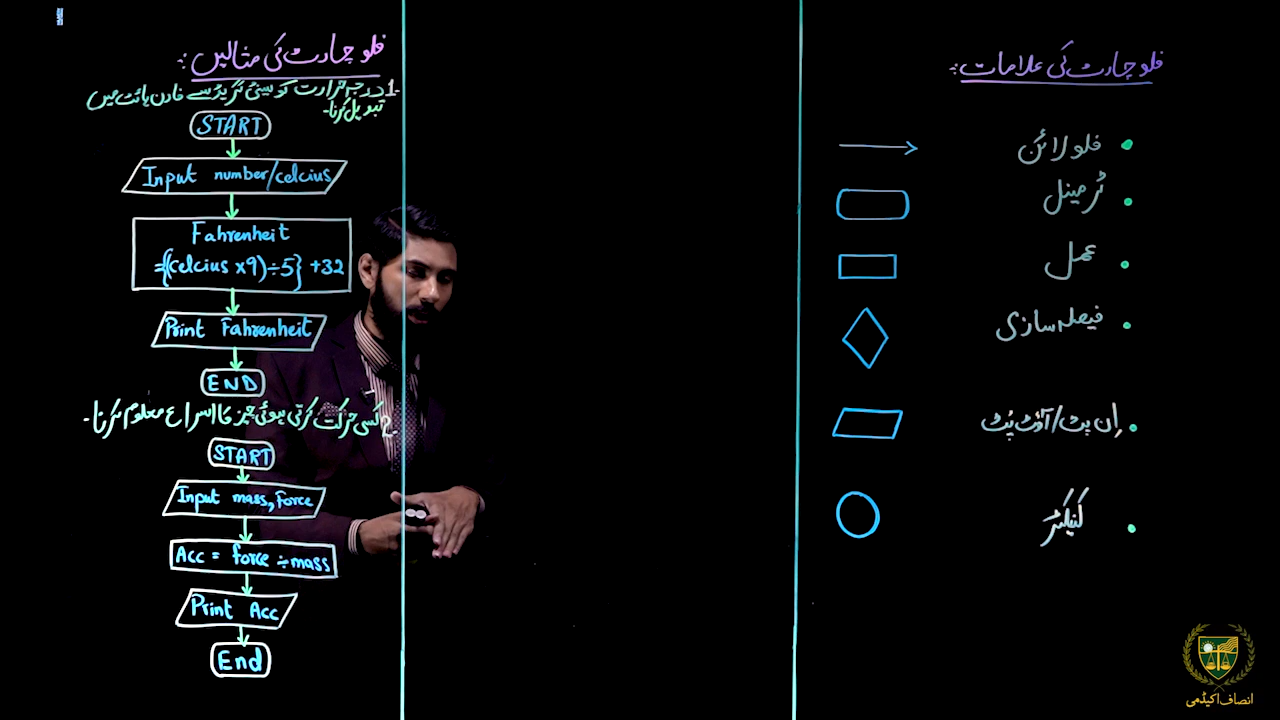 فلو چارٹ کی علامات:
فلو لائن
ٹرمینل
عمل
فیصلہ سازی
اِن پٹ/آؤٹ پُٹ
کنیکٹر
فلو چارٹ کی مثالیں:
1- درجہ حرارت کو سینٹی گریڈ سے فارن ہائٹ میں
تبدیل کرنا۔
START
Input number/celcius
Fahrenheit
={(celcius x9)÷5} +32
Print Fahrenheit
END
2- کسی حرکت کرتی ہوئی چیز کا اسراع معلوم کرنا۔
START
Input mass, force
Acc = force ÷ mass
Print Acc
End
انصاف اکیڈمی